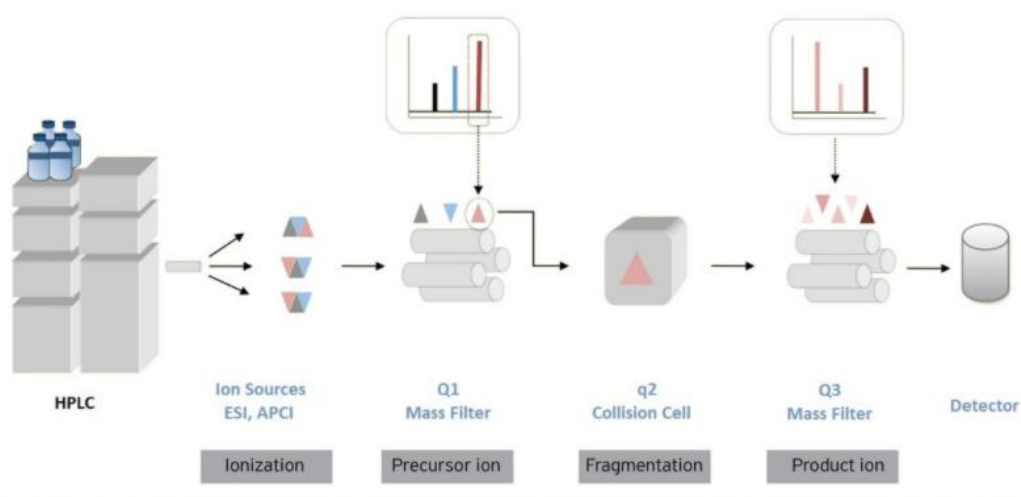 HPLC
Ion Sources
ESI, APCI
Q1
Mass Filter
q2
Collision Cell
Q3
Mass Filter
Detector
Ionization
Precursor ion
Fragmentation
Product ion